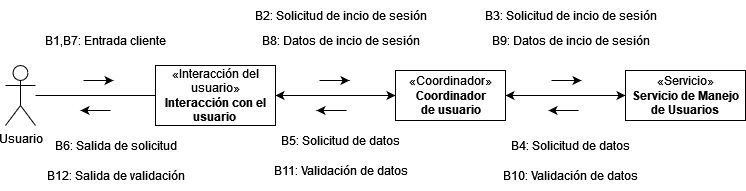 B2: Solicitud de incio de sesión
B3: Solicitud de incio de sesión
B1,B7: Entrada cliente
B8: Datos de incio de sesión
B9: Datos de incio de sesión
«Interacción del
usuario»
Interacción con el
usuario
«Coordinador»
Coordinador
de usuario
«Servicio»
Servicio de Manejo
de Usuarios
Usuario
B6: Salida de solicitud
B5: Solicitud de datos
B4: Solicitud de datos
B12: Salida de validación
B11: Validación de datos
B10: Validación de datos